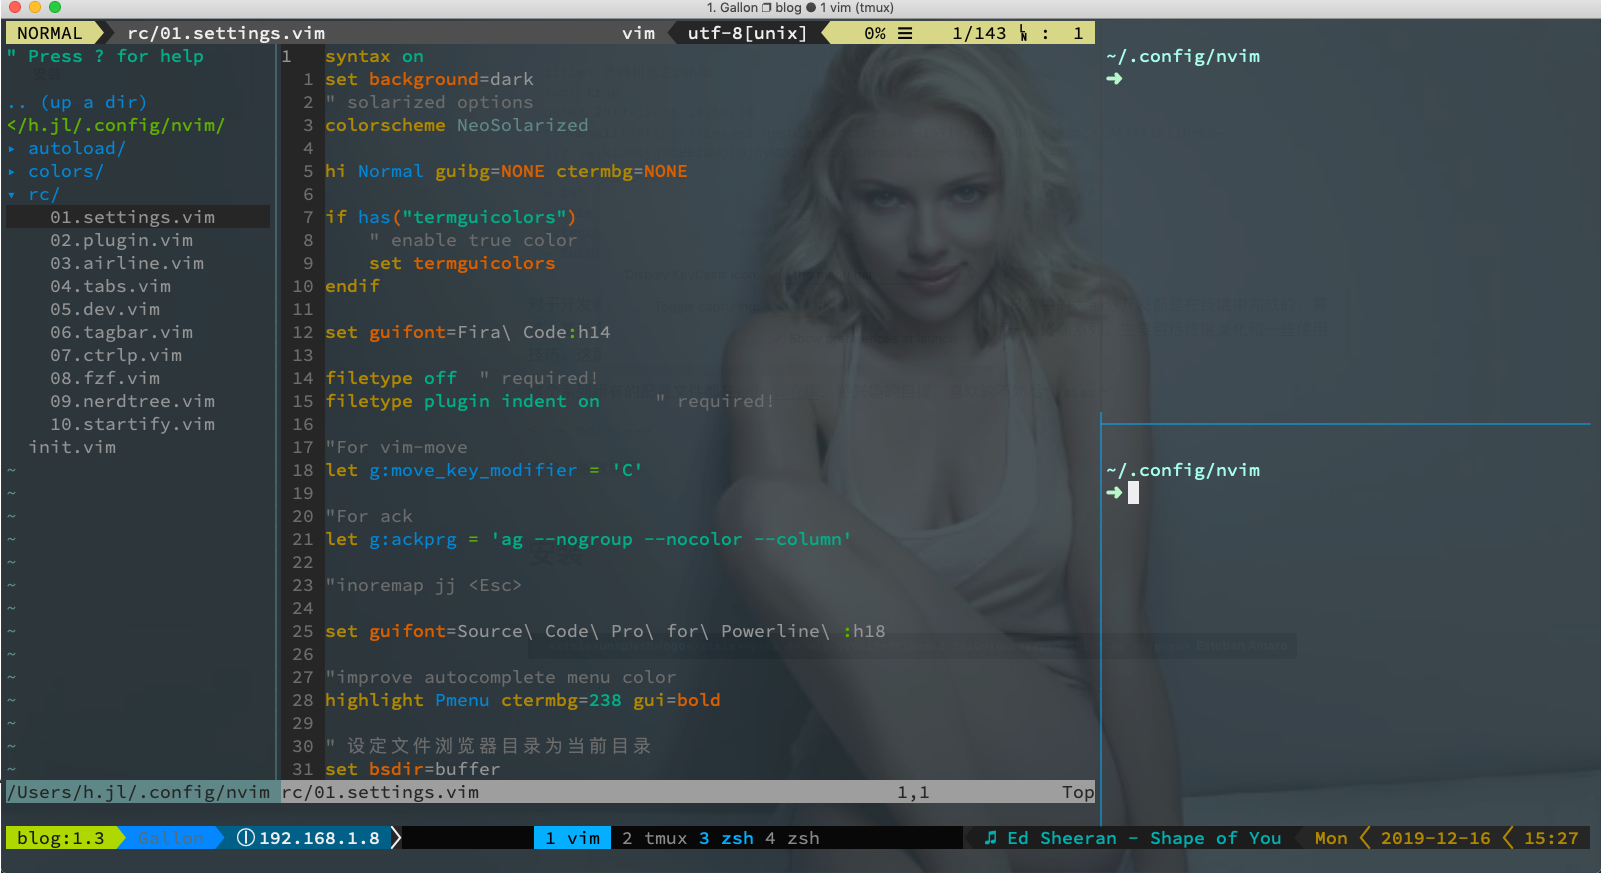 1. Gallon ❐ blog ● 1 vim (tmux)
NORMAL rc/01.settings.vim vim utf-8[unix] 0% ☰ 1/143 ㏑ : 1
" Press ? for help
.. (up a dir)
</h.jl/.config/nvim/
▸ autoload/
▸ colors/
▾ rc/
01.settings.vim
02.plugin.vim
03.airline.vim
04.tabs.vim
05.dev.vim
06.tagbar.vim
07.ctrlp.vim
08.fzf.vim
09.nerdtree.vim
10.startify.vim
init.vim
~
~
~
~
~
~
~
~
~
~
~
~
~
~
1 syntax on
1 set background=dark
2 " solarized options
3 colorscheme NeoSolarized
4
5 hi Normal guibg=NONE ctermbg=NONE
6
7 if has("termguicolors")
8 " enable true color
9 set termguicolors
10 endif
11
12 set guifont=Fira\ Code:h14
13
14 filetype off " required!
15 filetype plugin indent on " required!
16
17 "For vim-move
18 let g:move_key_modifier = 'C'
19
20 "For ack
21 let g:ackprg = 'ag --nogroup --nocolor --column'
22
23 "inoremap jj <Esc>
24
25 set guifont=Source\ Code\ Pro\ for\ Powerline\ :h18
26
27 "improve autocomplete menu color
28 highlight Pmenu ctermbg=238 gui=bold
29
30 " 设定文件浏览器目录为当前目录
31 set bsdir=buffer
~/.config/nvim
➜
~/.config/nvim
➜
/Users/h.jl/.config/nvim rc/01.settings.vim 1,1 Top
blog:1.3 Gallon 192.168.1.8 1 vim 2 tmux 3 zsh 4 zsh ♫ Ed Sheeran - Shape of You Mon 2019-12-16 15:27